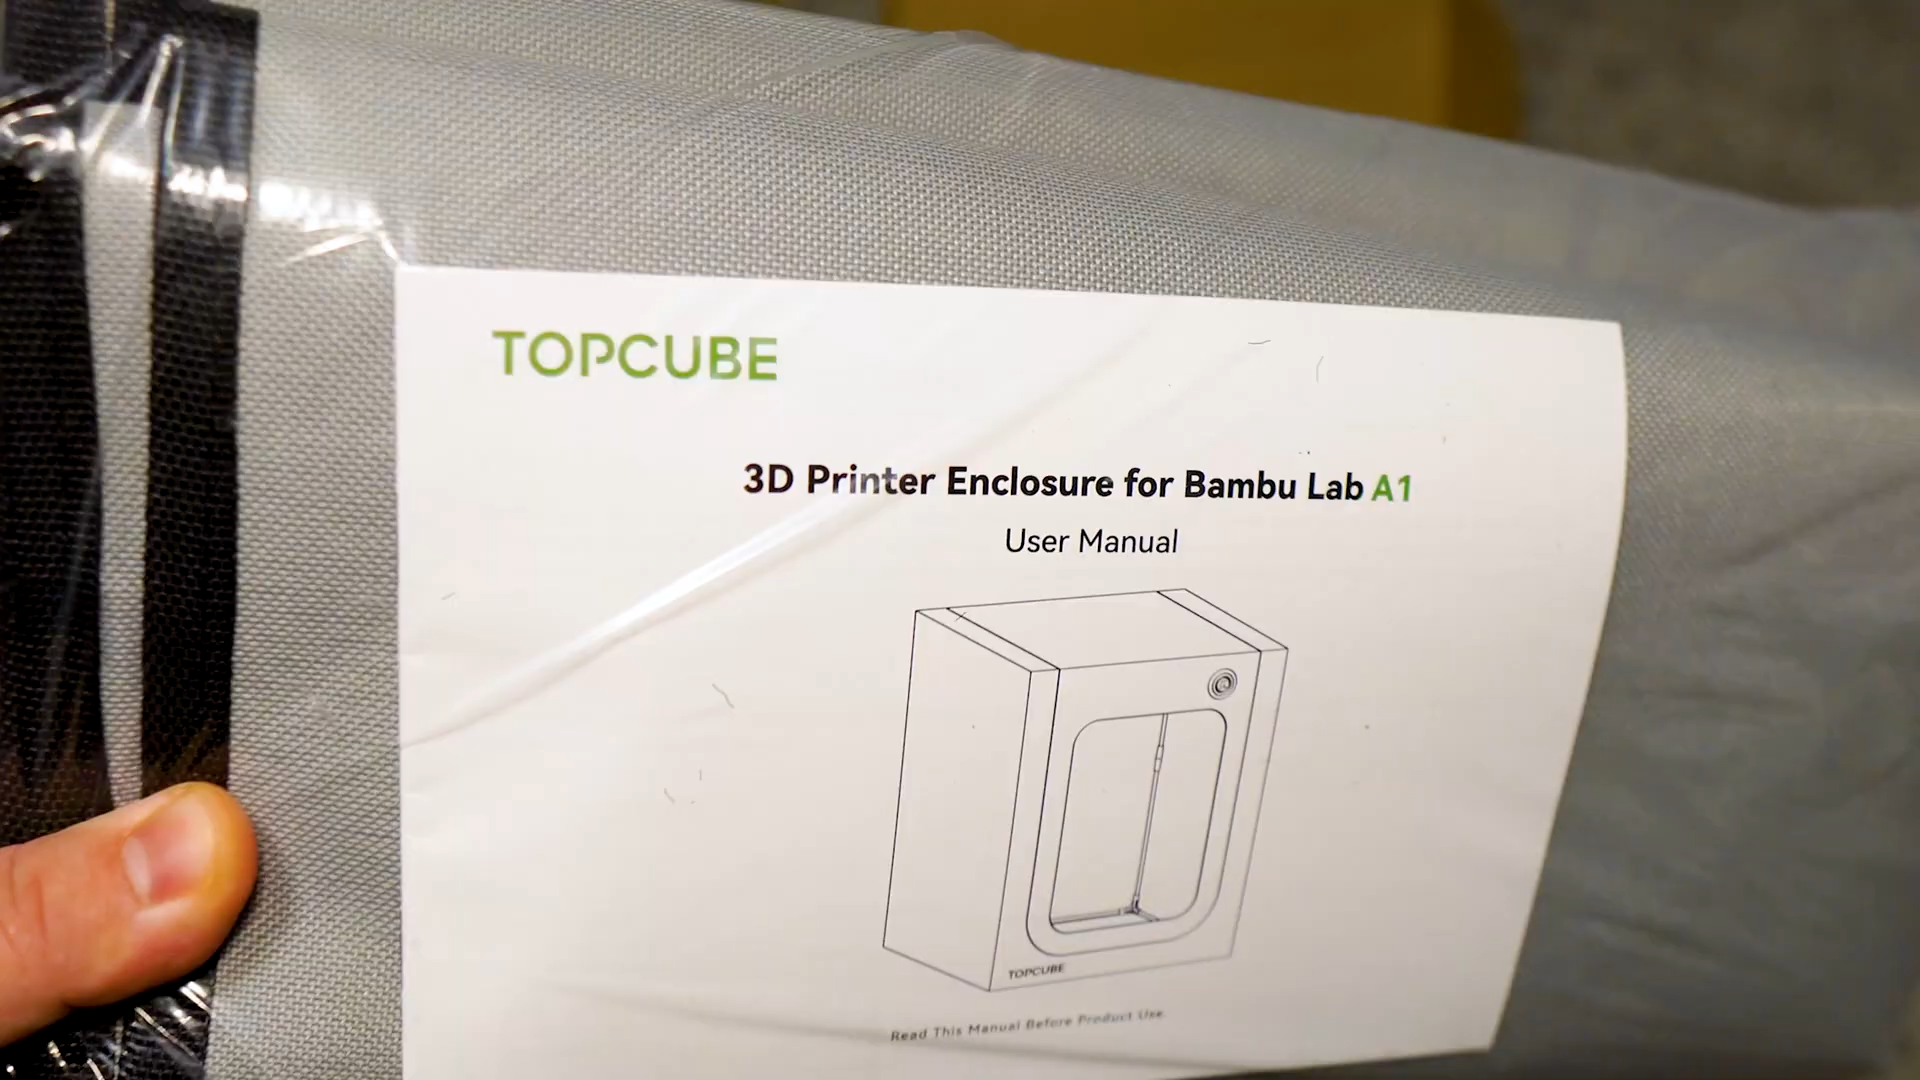 TOPCUBE
3D Printer Enclosure for Bambu Lab A1
User Manual
TOPCUBE
Read This Manual Before Product Use